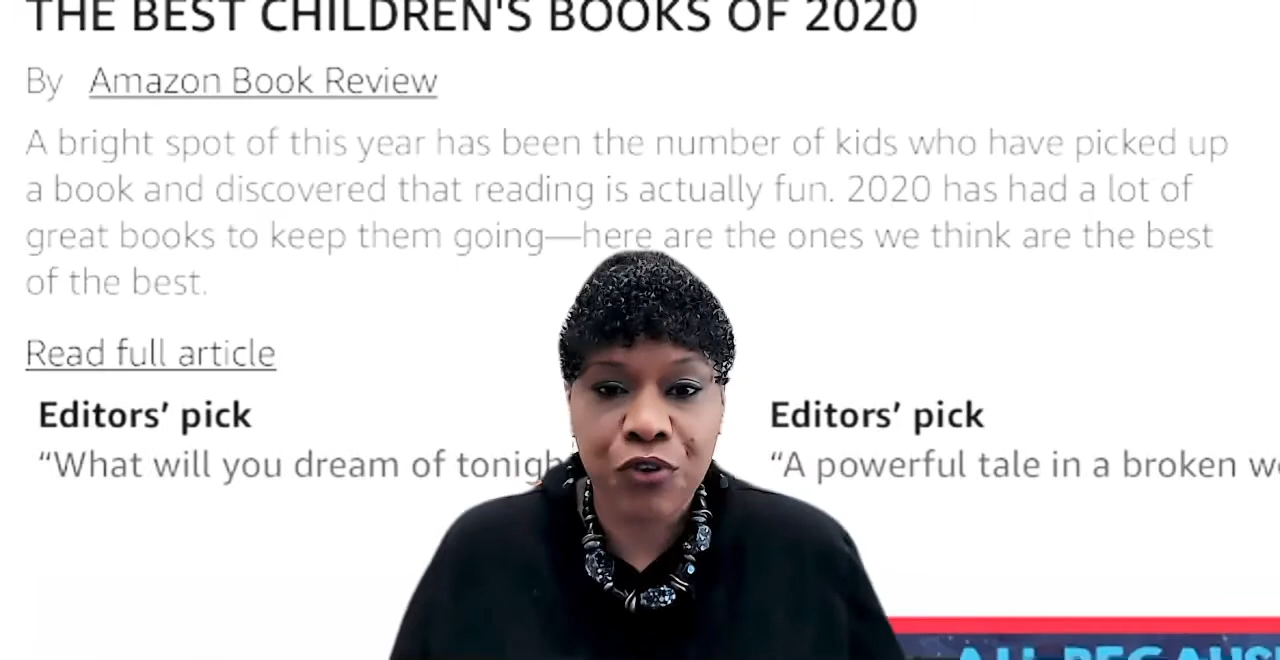 THE BEST CHILDREN'S BOOKS OF 2020
By Amazon Book Review
A bright spot of this year has been the number of kids who have picked up
a book and discovered that reading is actually fun. 2020 has had a lot of
great books to keep them going—here are the ones we think are the best
of the best.
Read full article
Editors’ pick
“What will you dream of tonigh
Editors’ pick
“A powerful tale in a broken
ALL BECAUS